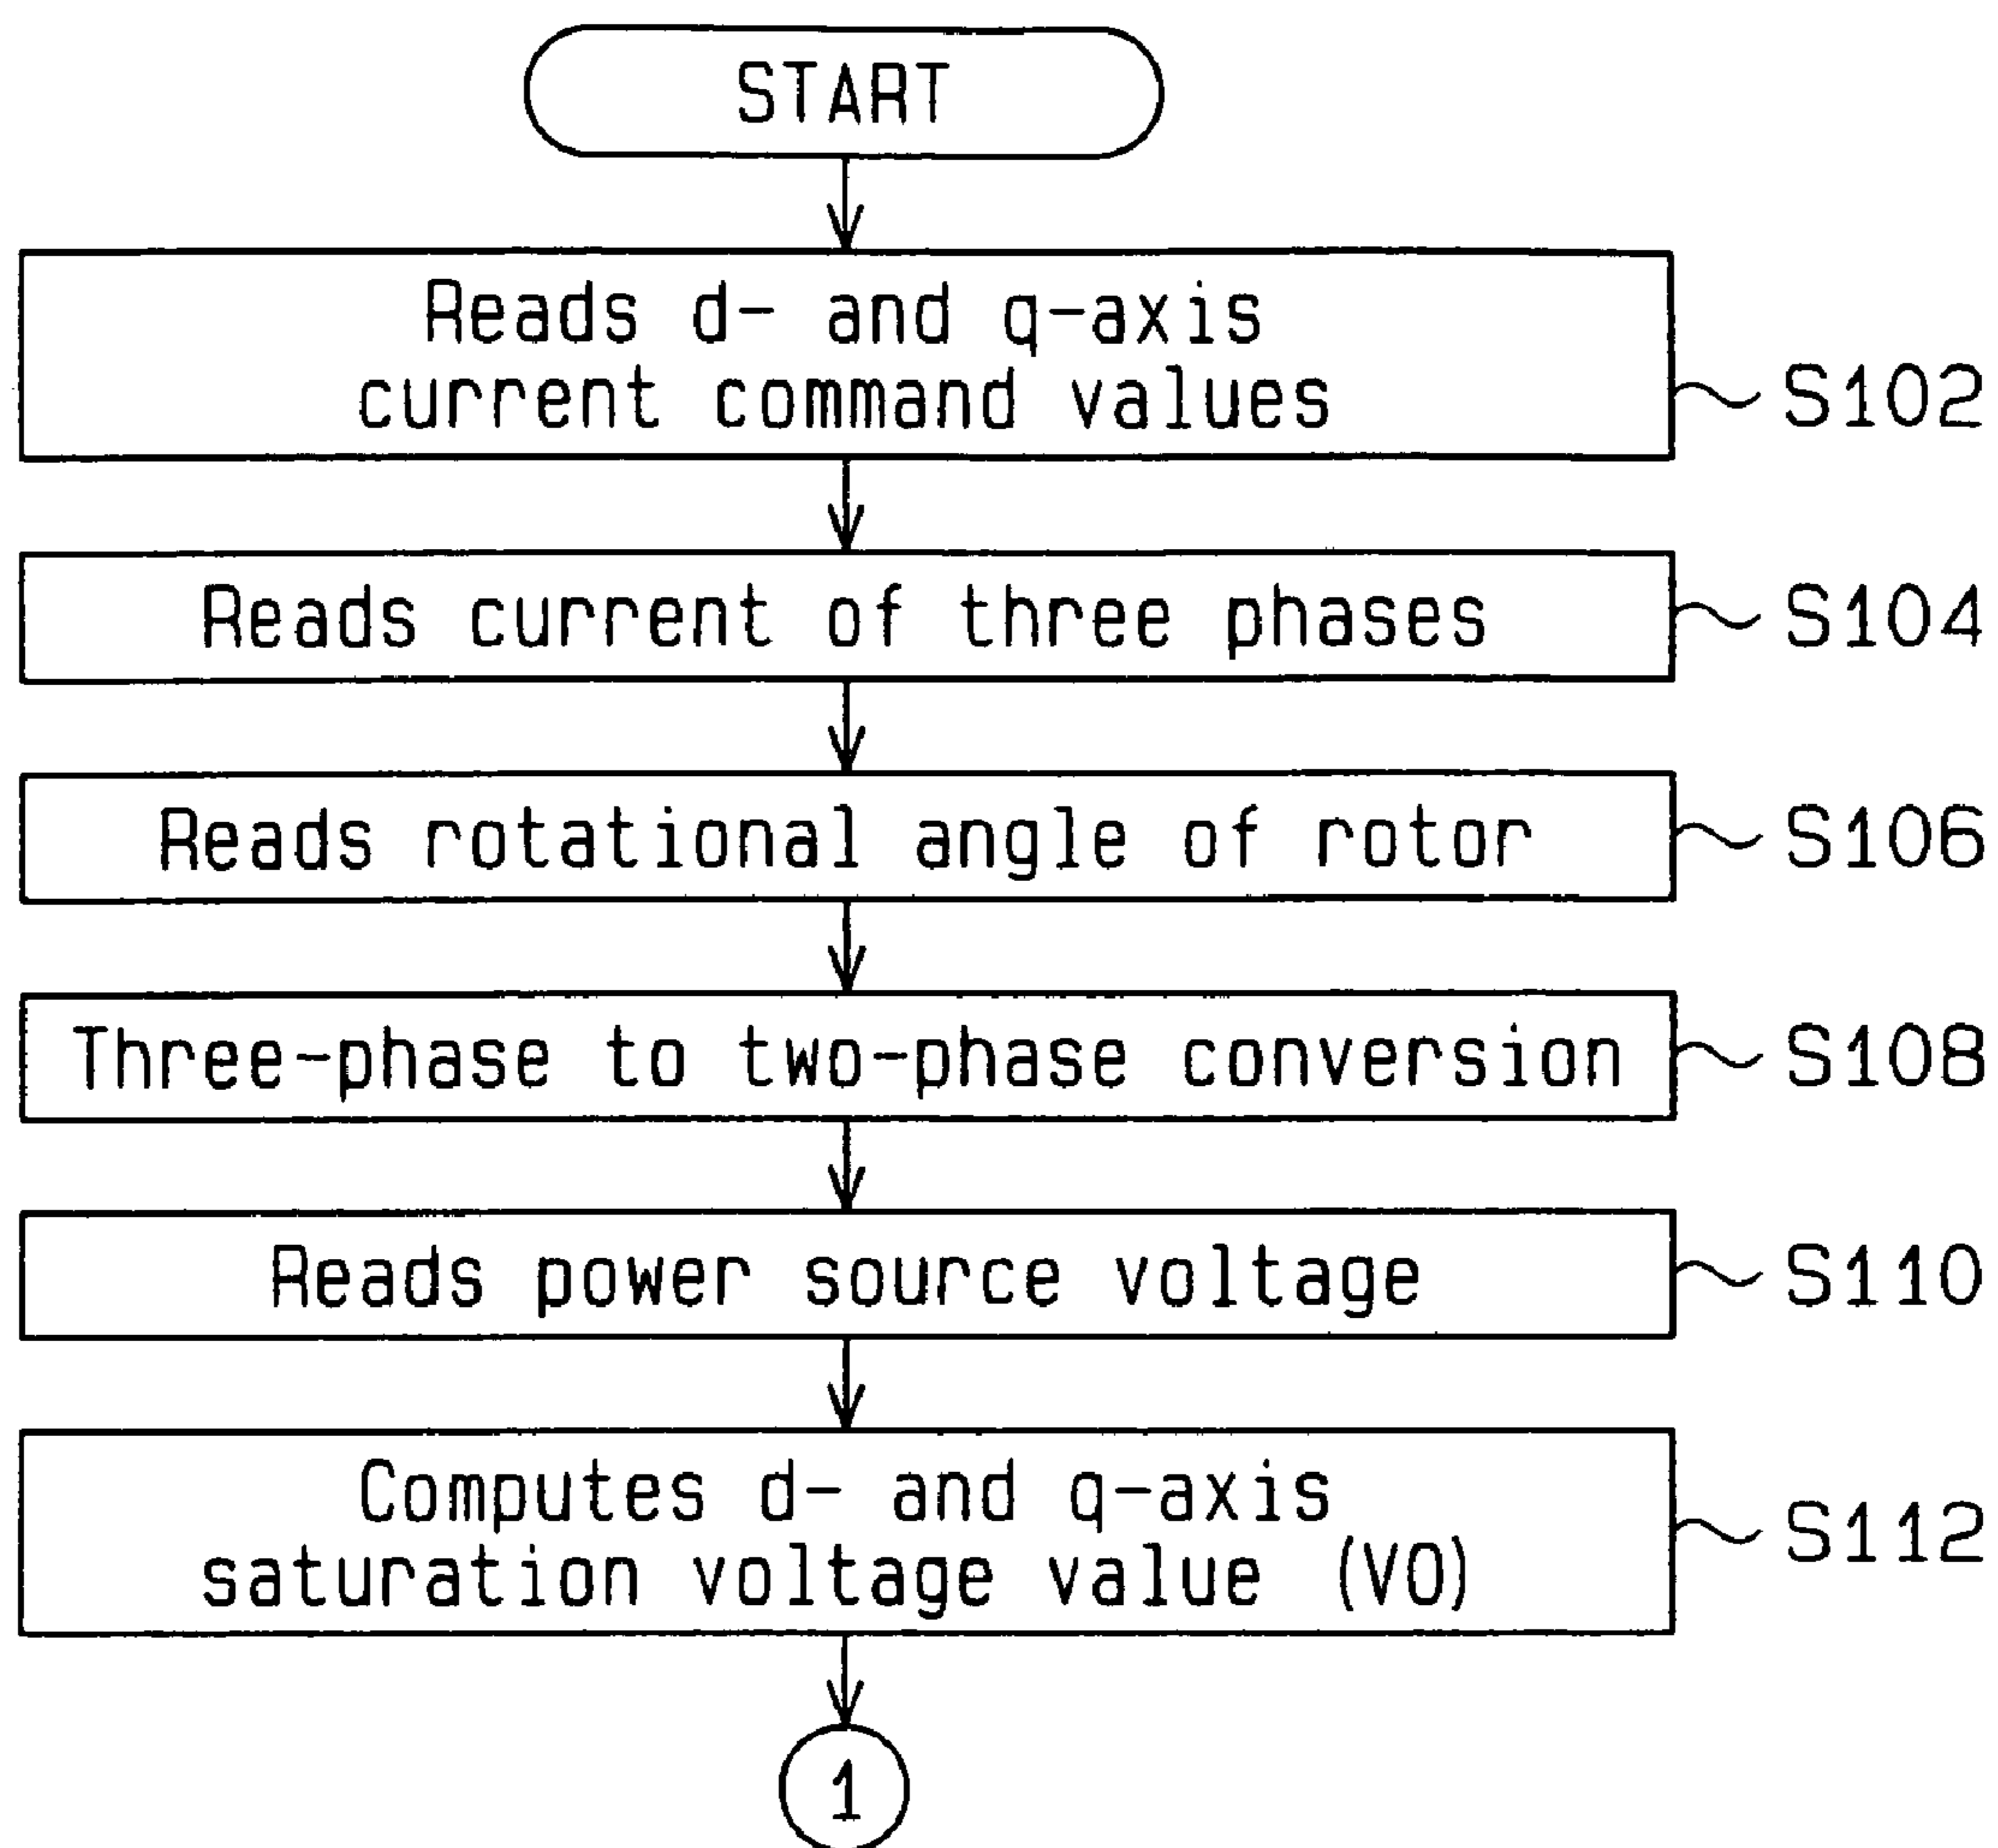 START
Reads d- and q-axis
current command values
S102
Reads current of three phases
S104
Reads rotational angle of rotor
S106
Three-phase to two-phase conversion
S108
Reads power source voltage
S110
Computes d- and q-axis
saturation voltage value (VO)
S112
1